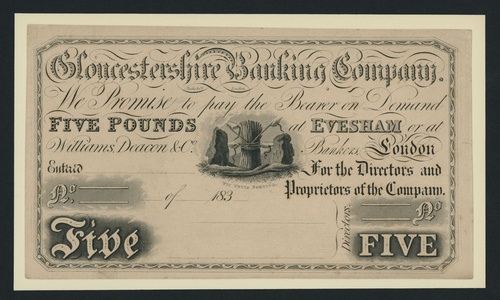 Gloucestershire Banking Company.
We Promise to pay the Bearer on Demand
FIVE POUNDS at EVESHAM or at
Williams Deacon & Co. Bankers, London
Entd For the Directors and
Proprietors of the Company.
No. of 183 No
Directors
Five FIVE